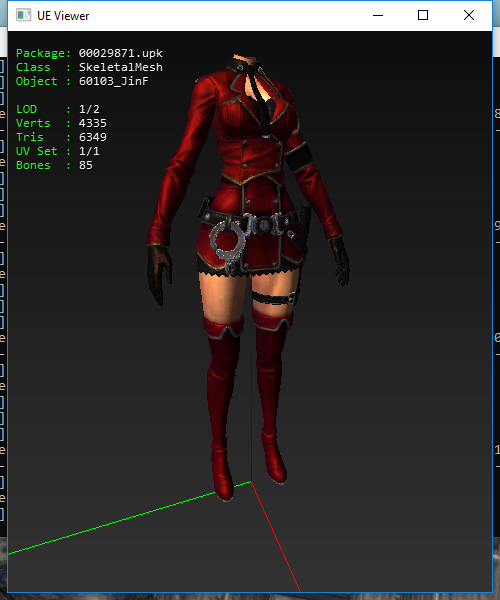 UE Viewer
Package: 00029871.upk
Class : SkeletalMesh
Object : 60103_JinF
LOD : 1/2
Verts : 4335
Tris : 6349
UV Set : 1/1
Bones : 85